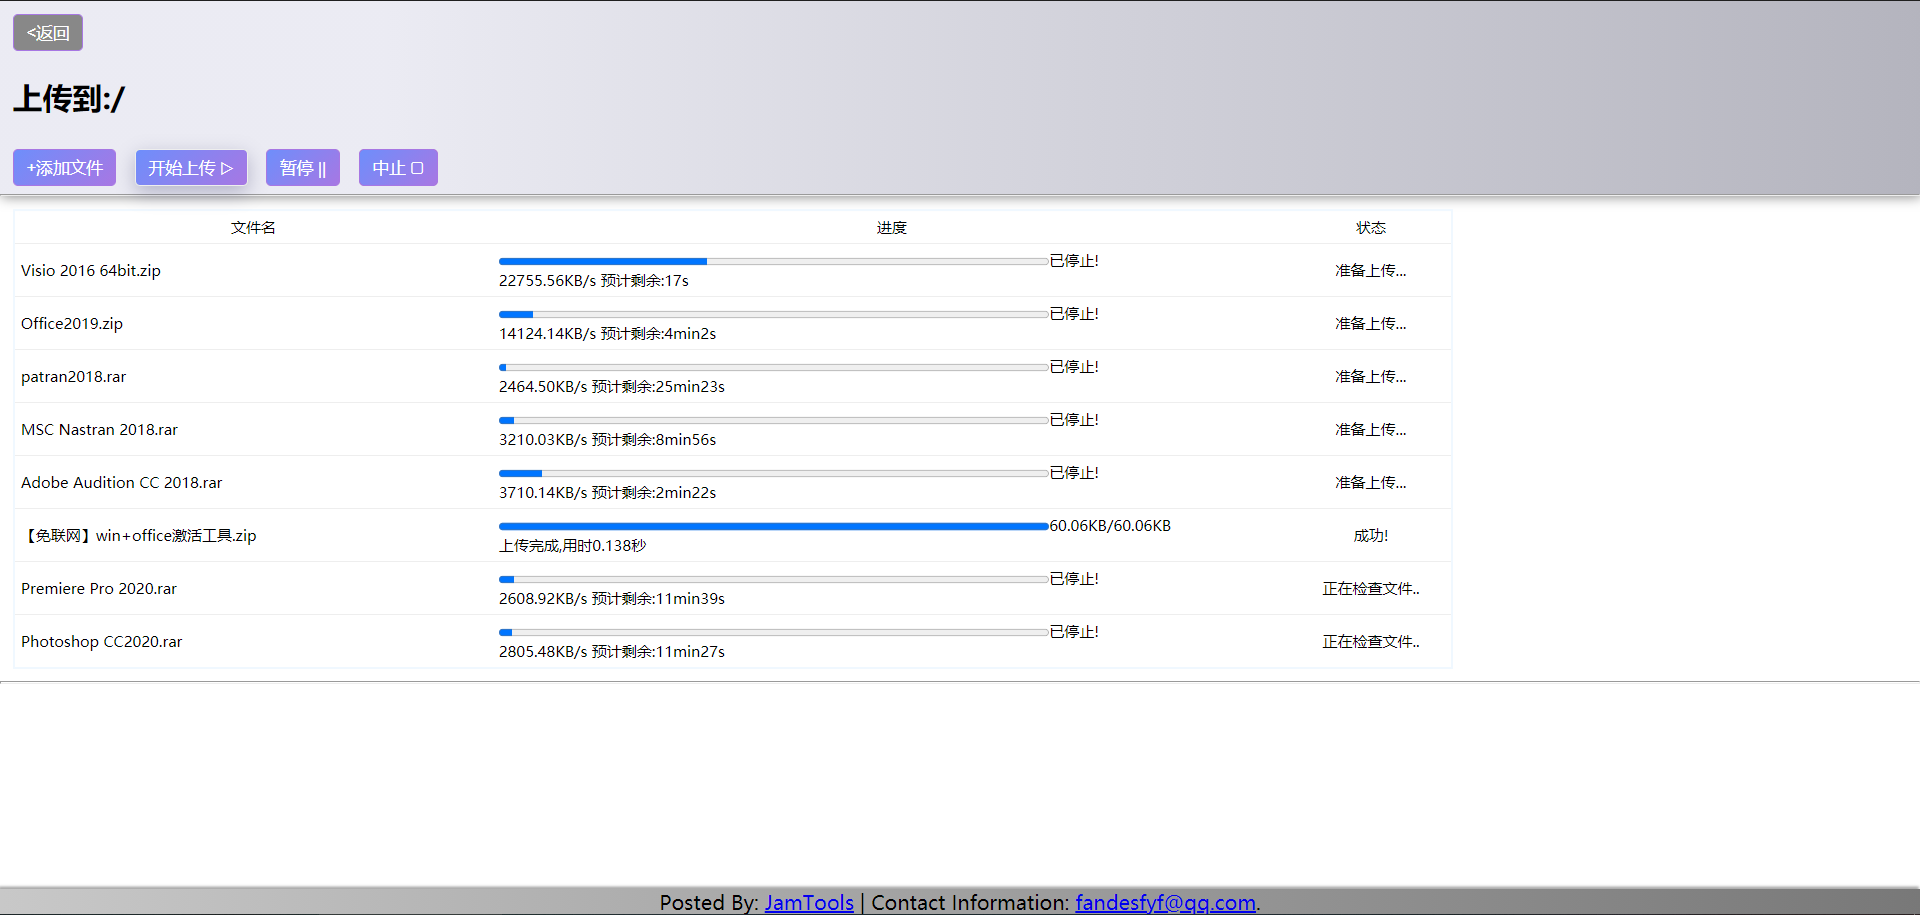 <返回
上传到:/
+添加文件 开始上传 ▷ 暂停 || 中止 ▢
文件名 进度 状态
Visio 2016 64bit.zip 已停止! 准备上传...
22755.56KB/s 预计剩余:17s
Office2019.zip 已停止! 准备上传...
14124.14KB/s 预计剩余:4min2s
patran2018.rar 已停止! 准备上传...
2464.50KB/s 预计剩余:25min23s
MSC Nastran 2018.rar 已停止! 准备上传...
3210.03KB/s 预计剩余:8min56s
Adobe Audition CC 2018.rar 已停止! 准备上传...
3710.14KB/s 预计剩余:2min22s
【免联网】win+office激活工具.zip 60.06KB/60.06KB 成功!
上传完成,用时0.138秒
Premiere Pro 2020.rar 已停止! 正在检查文件..
2608.92KB/s 预计剩余:11min39s
Photoshop CC2020.rar 已停止! 正在检查文件..
2805.48KB/s 预计剩余:11min27s
Posted By: JamTools | Contact Information: fandesfyf@qq.com.